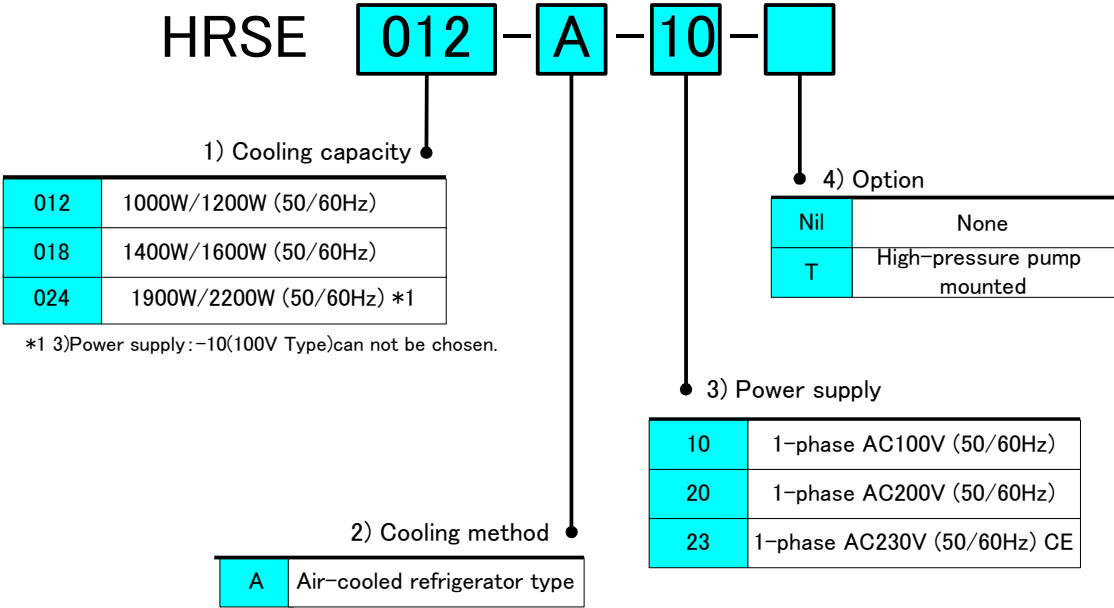 HRSE 012-A-10-
1) Cooling capacity
012 1000W/1200W (50/60Hz)
018 1400W/1600W (50/60Hz)
024 1900W/2200W (50/60Hz) *1
*1 3)Power supply:-10(100V Type)can not be chosen.
4) Option
Nil None
T High-pressure pump
mounted
3) Power supply
10 1-phase AC100V (50/60Hz)
20 1-phase AC200V (50/60Hz)
23 1-phase AC230V (50/60Hz) CE
2) Cooling method
A Air-cooled refrigerator type